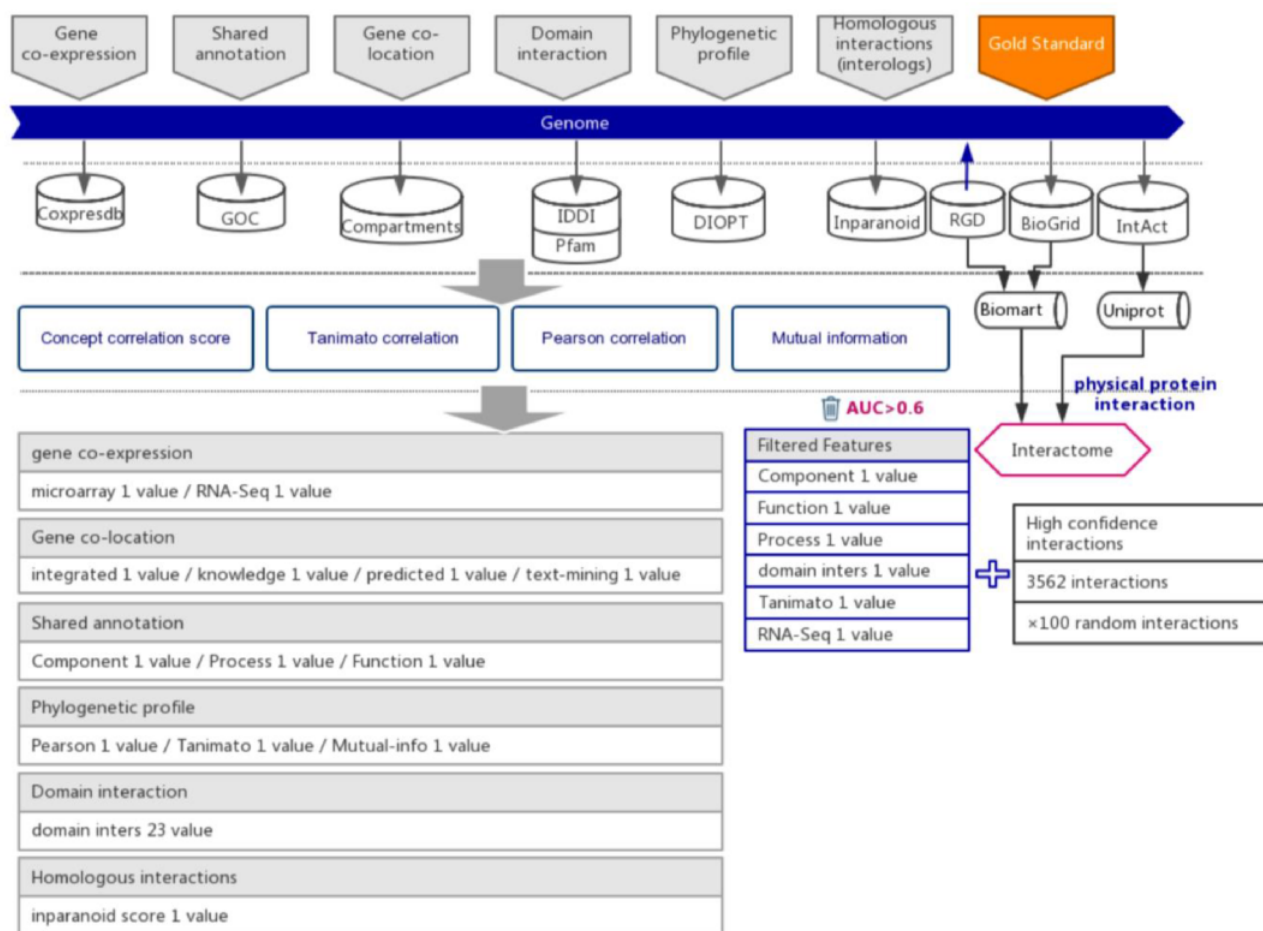 Gene
co-expression
Shared
annotation
Gene co-
location
Domain
interaction
Phylogenetic
profile
Homologous
interactions
(interologs)
Gold Standard
Genome
Coxpresdb
GOC
Compartments
IDDI
Pfam
DIOPT
Inparanoid
RGD
BioGrid
IntAct
Biomart
Uniprot
Concept correlation score
Tanimato correlation
Pearson correlation
Mutual information
physical protein
interaction
AUC>0.6
Interactome
gene co-expression
microarray 1 value / RNA-Seq 1 value
Gene co-location
integrated 1 value / knowledge 1 value / predicted 1 value / text-mining 1 value
Shared annotation
Component 1 value / Process 1 value / Function 1 value
Phylogenetic profile
Pearson 1 value / Tanimato 1 value / Mutual-info 1 value
Domain interaction
domain inters 23 value
Homologous interactions
inparanoid score 1 value
Filtered Features
Component 1 value
Function 1 value
Process 1 value
domain inters 1 value
Tanimato 1 value
RNA-Seq 1 value
High confidence
interactions
3562 interactions
×100 random interactions